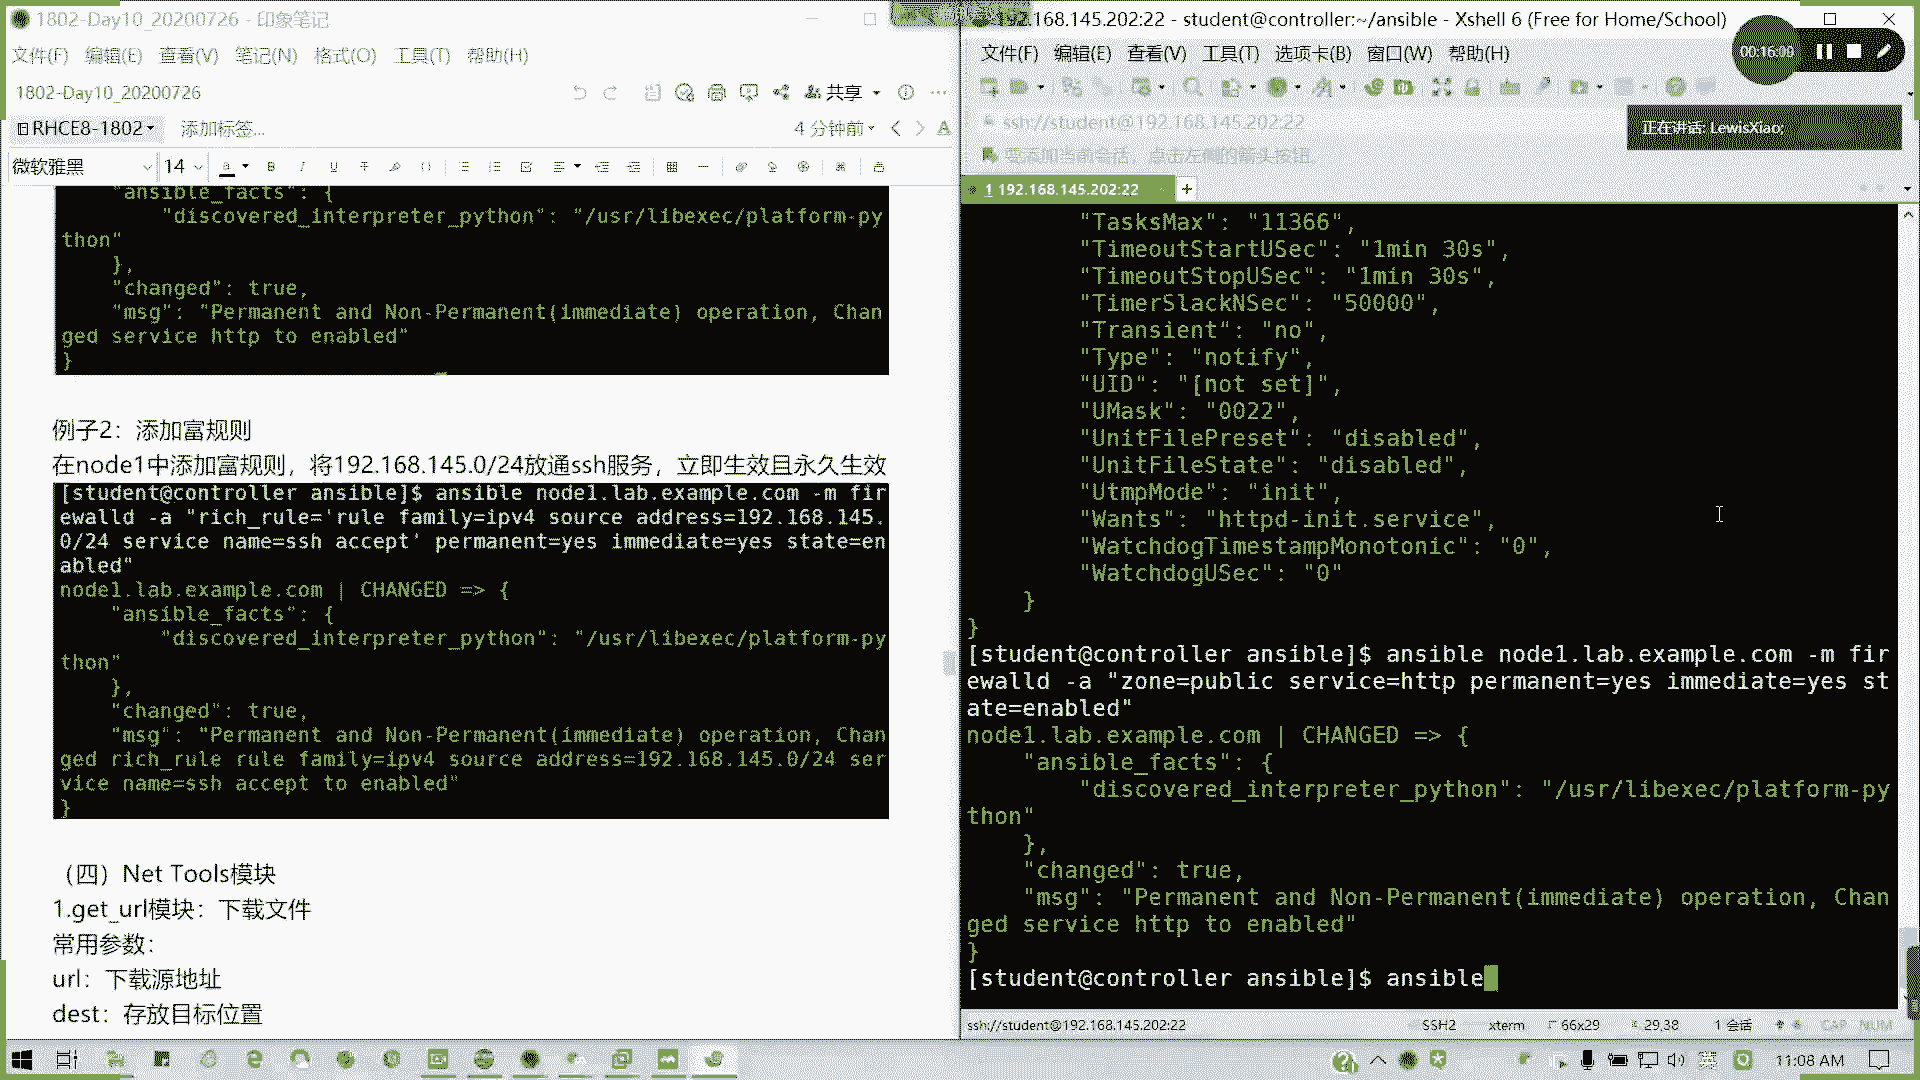 1802-Day10_20200726 - 印象笔记
文件(F) 编辑(E) 查看(V) 笔记(N) 格式(O) 工具(T) 帮助(H)
1802-Day10_20200726
共享
RHCE8-1802
添加标签...
4 分钟前
微软雅黑
14
"ansible_facts": {
"discovered_interpreter_python": "/usr/libexec/platform-py
thon"
},
"changed": true,
"msg": "Permanent and Non-Permanent(immediate) operation, Chan
ged service http to enabled"
}
例子2：添加富规则
在node1中添加富规则，将192.168.145.0/24放通ssh服务，立即生效且永久生效
[student@controller ansible]$ ansible node1.lab.example.com -m fir
ewalld -a "rich_rule='rule family=ipv4 source address=192.168.145.
0/24 service name=ssh accept' permanent=yes immediate=yes state=en
abled"
node1.lab.example.com | CHANGED => {
"ansible_facts": {
"discovered_interpreter_python": "/usr/libexec/platform-py
thon"
},
"changed": true,
"msg": "Permanent and Non-Permanent(immediate) operation, Chan
ged rich_rule rule family=ipv4 source address=192.168.145.0/24 ser
vice name=ssh accept to enabled"
}
（四）Net Tools模块
1.get_url模块：下载文件
常用参数：
url：下载源地址
dest：存放目标位置
192.168.145.202:22 - student@controller:~/ansible - Xshell 6 (Free for Home/School)
文件(F) 编辑(E) 查看(V) 工具(T) 选项卡(B) 窗口(W) 帮助(H)
00:16:00
ssh://student@192.168.145.202:22
正在讲话: LewisXiao;
要添加当前会话，点击左侧的箭头按钮。
1 192.168.145.202:22
"TasksMax": "11366",
"TimeoutStartUSec": "1min 30s",
"TimeoutStopUSec": "1min 30s",
"TimerSlackNSec": "50000",
"Transient": "no",
"Type": "notify",
"UID": "[not set]",
"UMask": "0022",
"UnitFilePreset": "disabled",
"UnitFileState": "disabled",
"UtmpMode": "init",
"Wants": "httpd-init.service",
"WatchdogTimestampMonotonic": "0",
"WatchdogUSec": "0"
}
}
[student@controller ansible]$ ansible node1.lab.example.com -m fir
ewalld -a "zone=public service=http permanent=yes immediate=yes st
ate=enabled"
node1.lab.example.com | CHANGED => {
"ansible_facts": {
"discovered_interpreter_python": "/usr/libexec/platform-py
thon"
},
"changed": true,
"msg": "Permanent and Non-Permanent(immediate) operation, Chan
ged service http to enabled"
}
[student@controller ansible]$ ansible
ssh://student@192.168.145.202:22
SSH2 xterm 66x29 29,38 1 会话 CAP NUM
11:08 AM